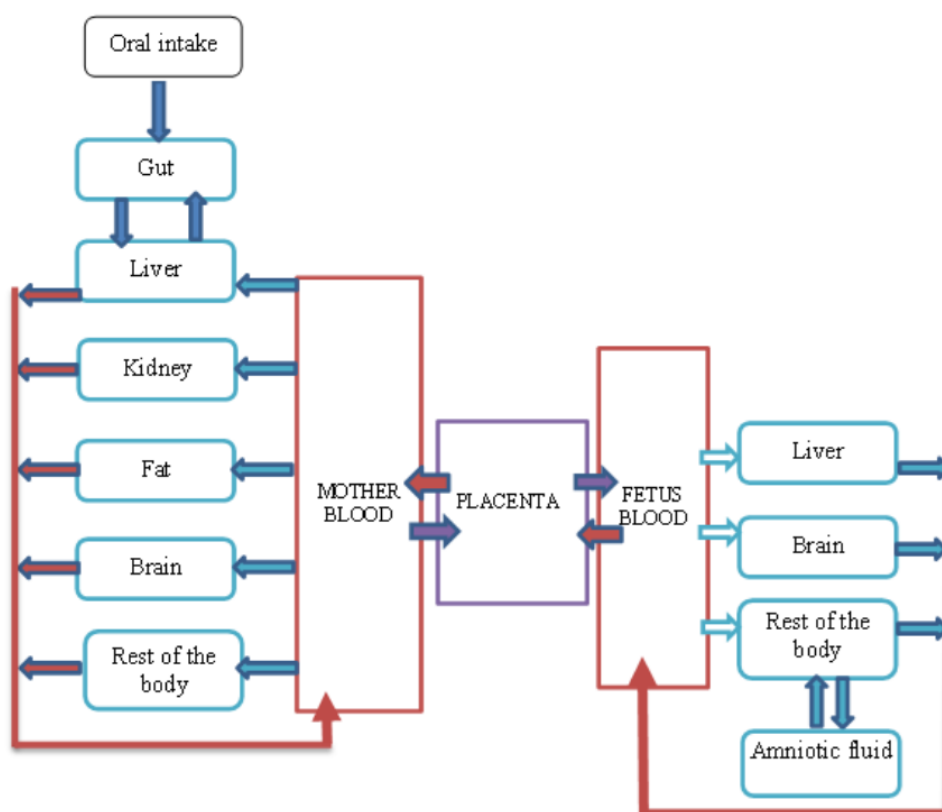 Oral intake
Gut
Liver
Kidney
Fat
Brain
Rest of the
body
MOTHER
BLOOD
PLACENTA
FETUS
BLOOD
Liver
Brain
Rest of the
body
Amniotic fluid